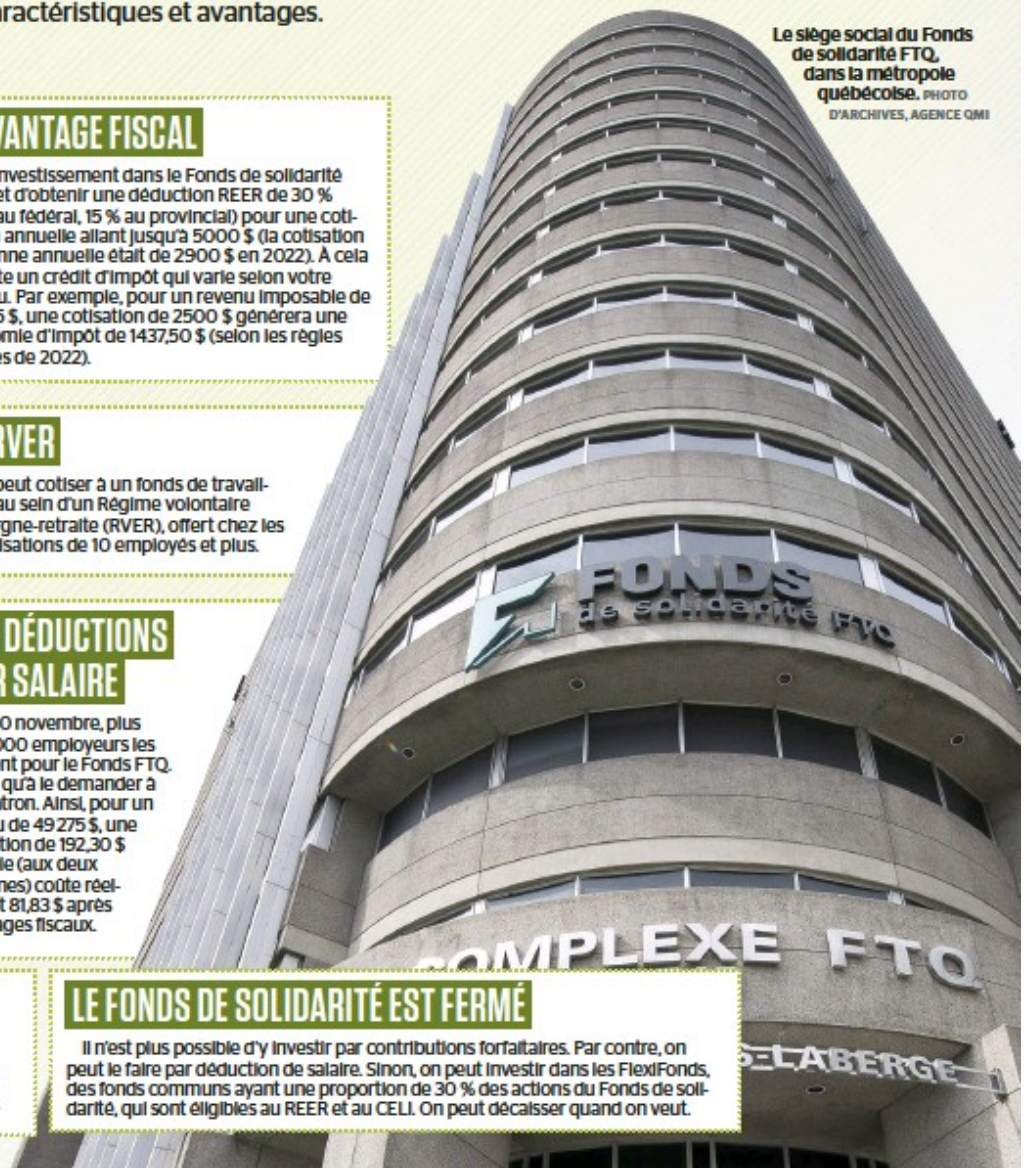 ractéristiques et avantages.
Le siège social du Fonds
de solidarité FTQ,
dans la métropole
québécoise. PHOTO
D'ARCHIVES, AGENCE QMI
VANTAGE FISCAL
nvestissement dans le Fonds de solidarité
et d'obtenir une déduction REER de 30 %
au fédéral, 15 % au provincial) pour une coti-
annuelle allant jusqu'à 5000 $ (la cotisation
nne annuelle était de 2900 $ en 2022). À cela
te un crédit d'impôt qui varie selon votre
u. Par exemple, pour un revenu imposable de
5 $, une cotisation de 2500 $ générera une
omie d'impôt de 1437,50 $ (selon les règles
es de 2022).
RVER
peut cotiser à un fonds de travail-
au sein d'un Régime volontaire
rgne-retraite (RVER), offert chez les
isations de 10 employés et plus.
DÉDUCTIONS
R SALAIRE
0 novembre, plus
000 employeurs les
nt pour le Fonds FTQ.
qu'à le demander à
tron. Ainsi, pour un
u de 49 275 $, une
tion de 192,30 $
le (aux deux
nes) coûte réel-
t 81,83 $ après
ages fiscaux.
FONDS
de solidarité FTQ
COMPLEXE FTQ
S-LABERGE
LE FONDS DE SOLIDARITÉ EST FERMÉ
Il n'est plus possible d'y investir par contributions forfaitaires. Par contre, on
peut le faire par déduction de salaire. Sinon, on peut investir dans les FlexiFonds,
des fonds communs ayant une proportion de 30 % des actions du Fonds de soli-
darité, qui sont éligibles au REER et au CELI. On peut décaisser quand on veut.